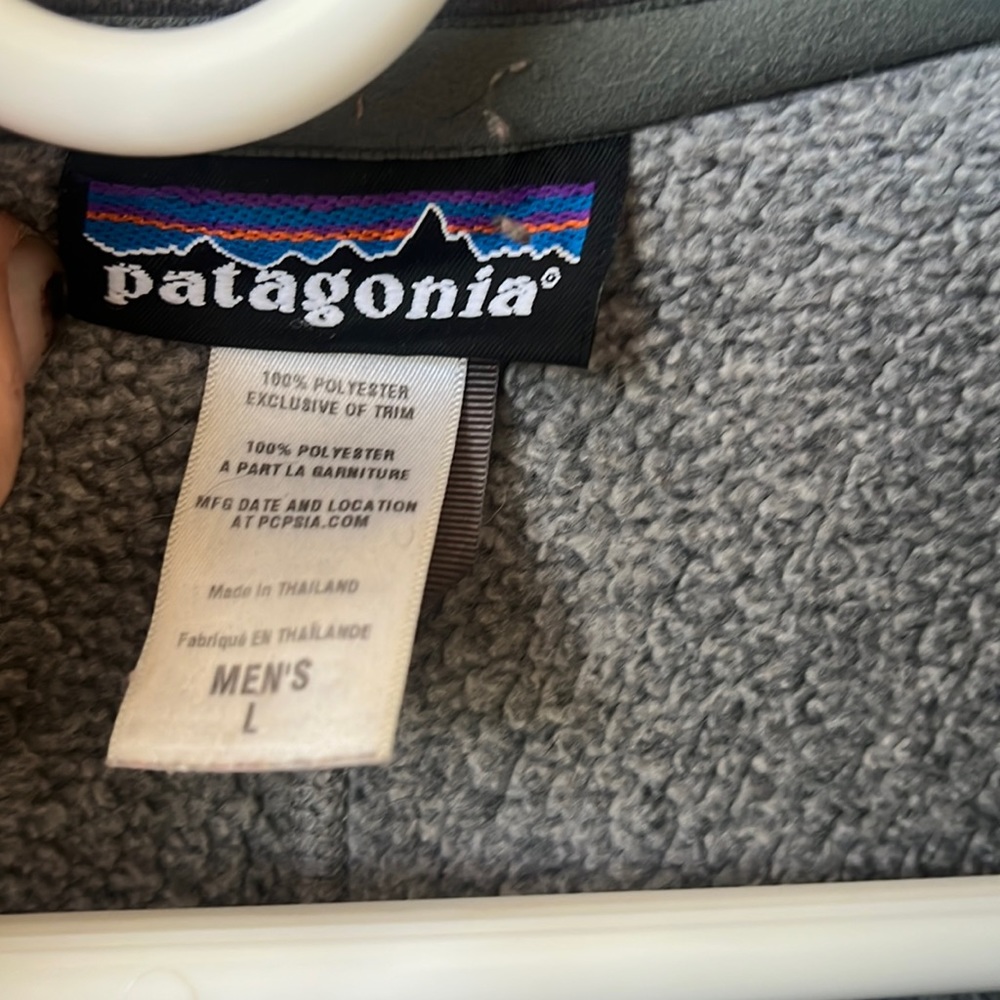 patagonia®
100% POLYESTER
EXCLUSIVE OF TRIM
100% POLYESTER
À PART LA GARNITURE
MFG DATE AND LOCATION
AT PCPSIA.COM
Made in THAILAND
Fabriqué EN THAÏLANDE
MEN'S
L